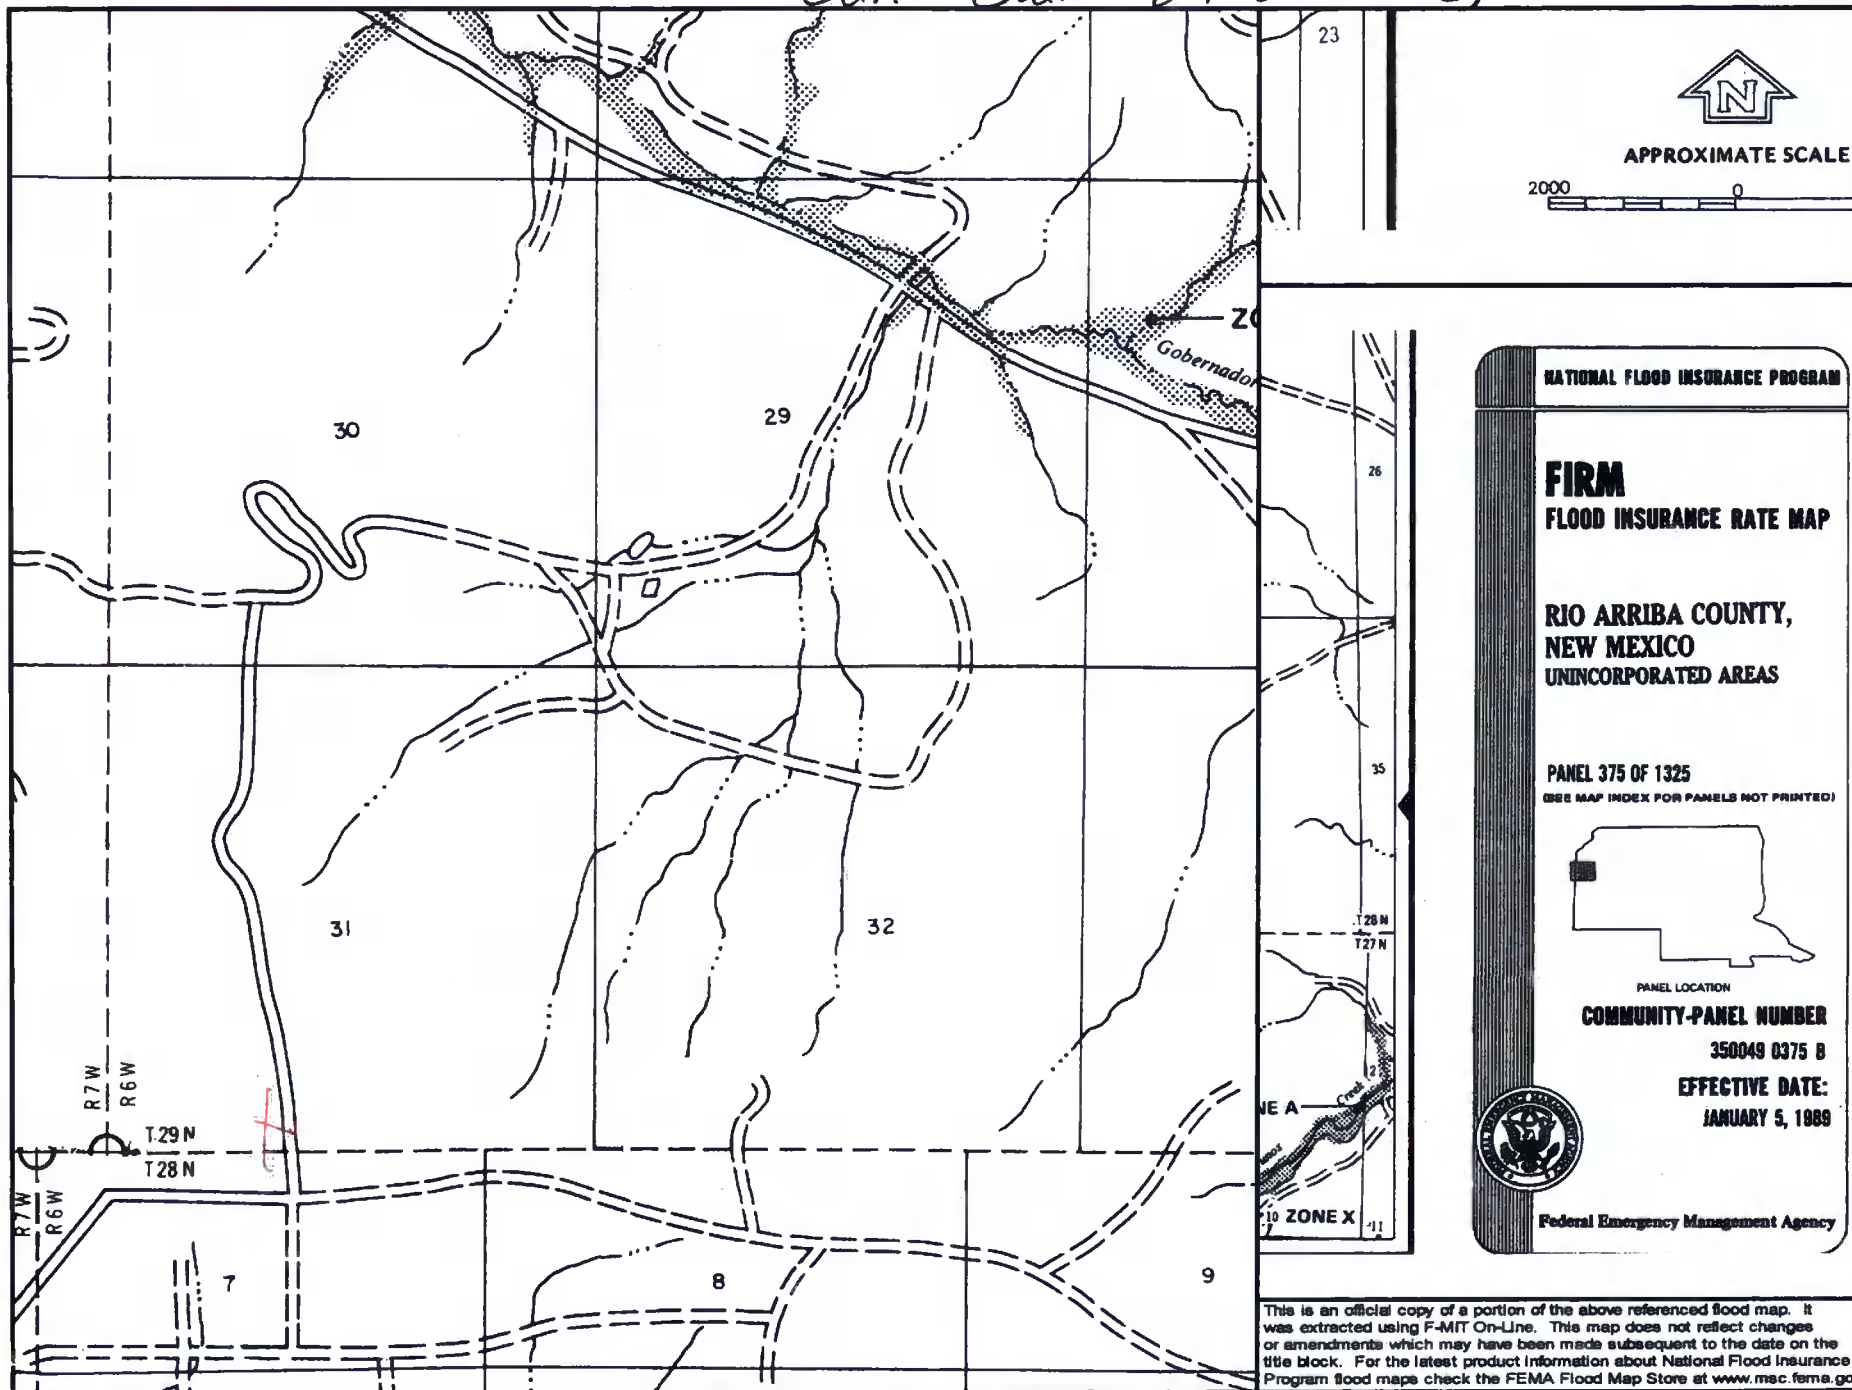 23
N
APPROXIMATE SCALE
2000 0
Gobernador
30
29
26
NATIONAL FLOOD INSURANCE PROGRAM
FIRM
FLOOD INSURANCE RATE MAP
RIO ARRIBA COUNTY,
NEW MEXICO
UNINCORPORATED AREAS
PANEL 375 OF 1325
(SEE MAP INDEX FOR PANELS NOT PRINTED)
35
31
32
T28N
T27N
PANEL LOCATION
COMMUNITY-PANEL NUMBER
350049 0375 B
EFFECTIVE DATE:
JANUARY 5, 1989
R7W
R6W
T.29N
T28N
R7W
R6W
Creek
2
NE A
10 ZONE X 11
Federal Emergency Management Agency
7
8
9
This is an official copy of a portion of the above referenced flood map. It
was extracted using F-MIT On-Line. This map does not reflect changes
or amendments which may have been made subsequent to the date on the
title block. For the latest product information about National Flood Insurance
Program flood maps check the FEMA Flood Map Store at www.msc.fema.go